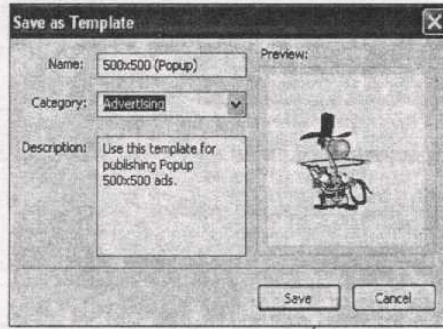 Save as Template
Name: 500x500 (Popup)
Preview:
Category: Advertising
Description: Use this template for
publishing Popup
500x500 ads.
Save Cancel